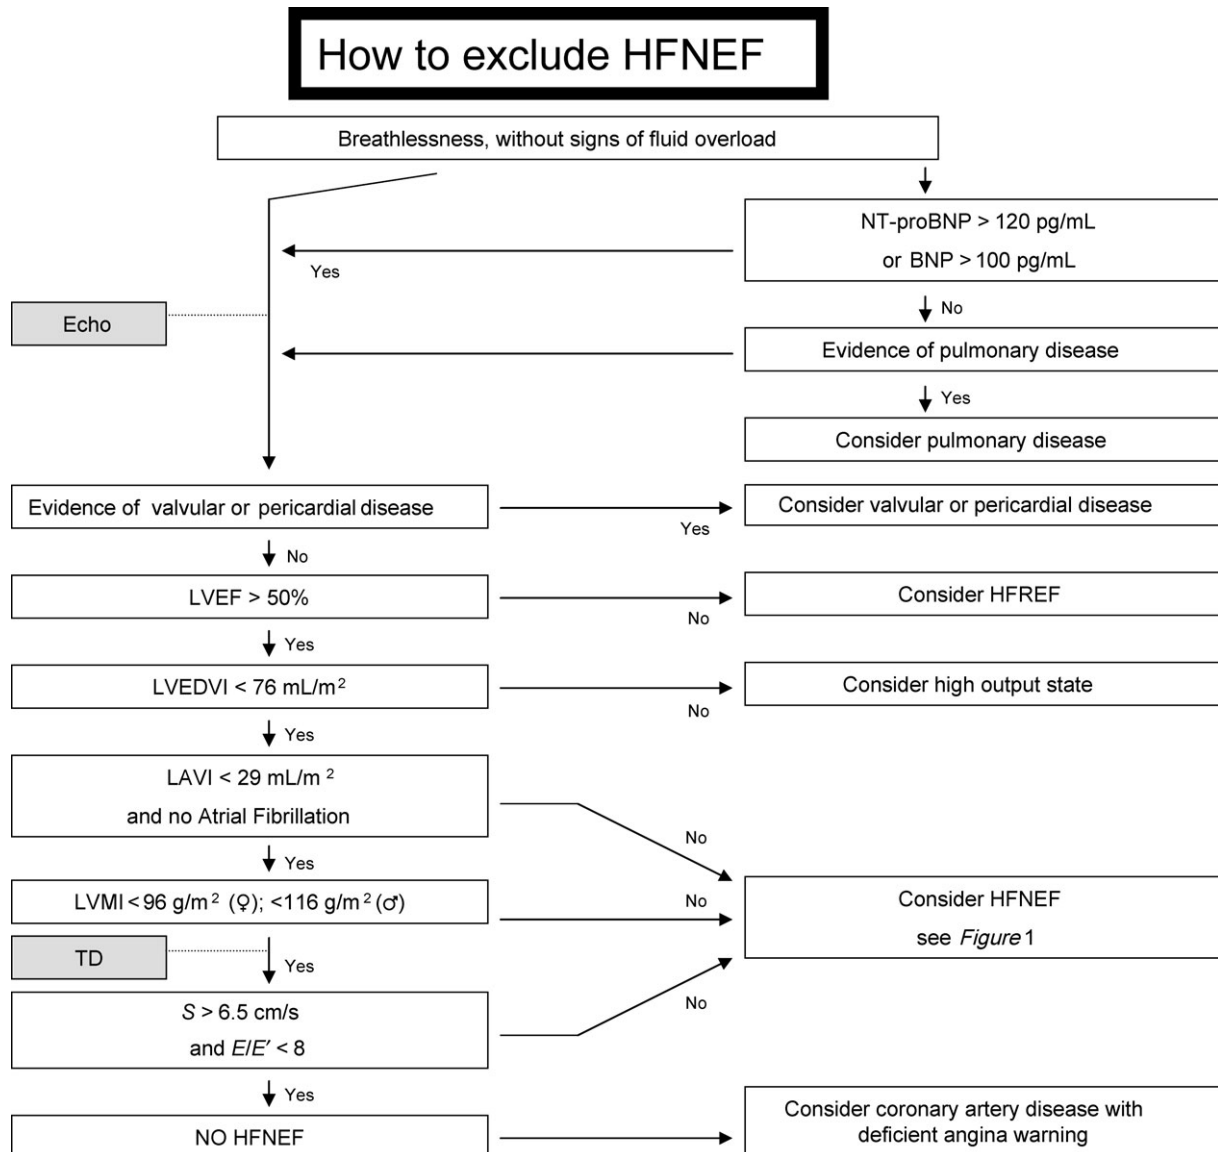 How to exclude HFNEF
Breathlessness, without signs of fluid overload
NT-proBNP > 120 pg/mL
or BNP > 100 pg/mL
Yes
No
Echo
Evidence of pulmonary disease
Yes
Consider pulmonary disease
Evidence of valvular or pericardial disease
Yes
Consider valvular or pericardial disease
No
LVEF > 50%
No
Consider HFREF
Yes
LVEDVI < 76 mL/m²
No
Consider high output state
Yes
LAVI < 29 mL/m²
and no Atrial Fibrillation
No
Yes
LVMI < 96 g/m² (♀); <116 g/m² (♂)
No
Consider HFNEF
see Figure 1
TD
Yes
No
S > 6.5 cm/s
and E/E′ < 8
Yes
NO HFNEF
Consider coronary artery disease with
deficient angina warning